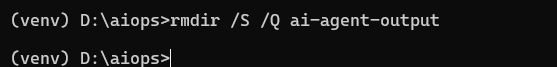 (venv) D:\aiops>rmdir /S /Q ai-agent-output
(venv) D:\aiops>